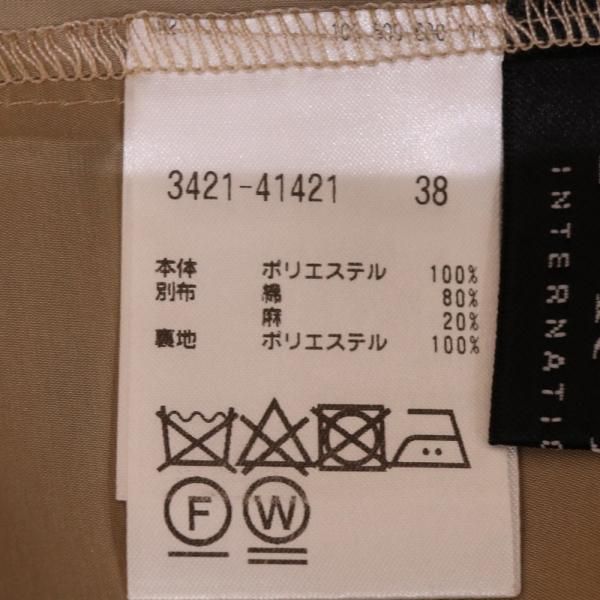 3421-41421 38
本体 ポリエステル 100%
別布 綿 80%
麻 20%
裏地 ポリエステル 100%
F W
INTERNATIO